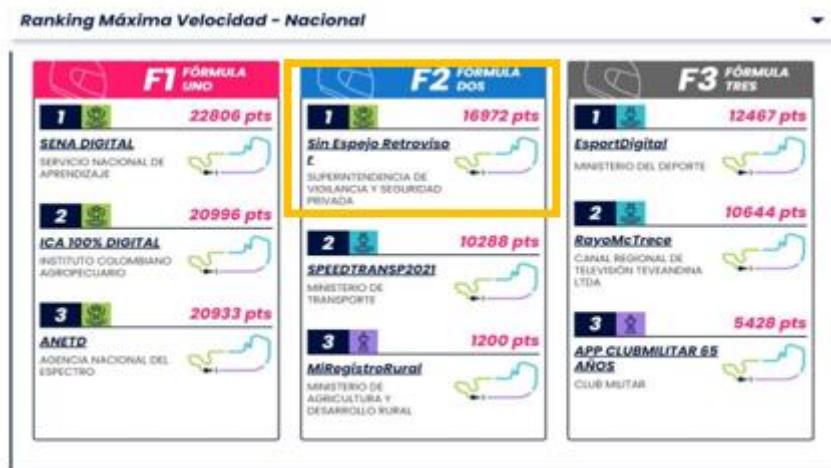 Ranking Máxima Velocidad - Nacional
F1 FÓRMULA
UNO
1 22806 pts
SENA DIGITAL
SERVICIO NACIONAL DE
APRENDIZAJE
2 20996 pts
ICA 100% DIGITAL
INSTITUTO COLOMBIANO
AGROPECUARIO
3 20933 pts
ANETD
AGENCIA NACIONAL DEL
ESPECTRO
F2 FÓRMULA
DOS
1 16972 pts
Sin Espejo Retroviso
r
SUPERINTENDENCIA DE
VIGILANCIA Y SEGURIDAD
PRIVADA
2 10288 pts
SPEEDTRANSP2021
MINISTERIO DE
TRANSPORTE
3 1200 pts
MiRegistroRural
MINISTERIO DE
AGRICULTURA Y
DESARROLLO RURAL
F3 FÓRMULA
TRES
1 12467 pts
EsportDigital
MINISTERIO DEL DEPORTE
2 10644 pts
RayoMcTrece
CANAL REGIONAL DE
TELEVISIÓN TEVEANDINA
LTDA
3 5428 pts
APP CLUBMILITAR 65
AÑOS
CLUB MILITAR